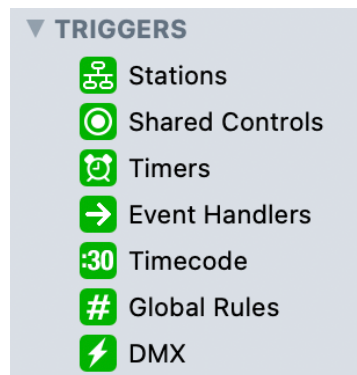 TRIGGERS
Stations
Shared Controls
Timers
Event Handlers
:30 Timecode
# Global Rules
DMX